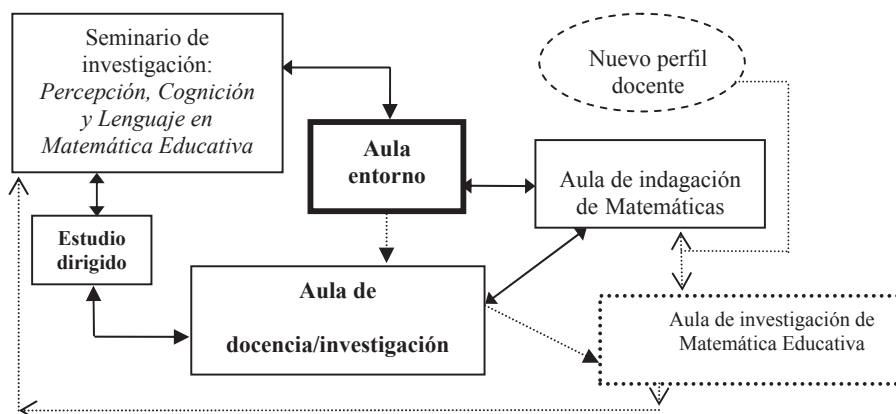 Seminario de
investigación:
Percepción, Cognición
y Lenguaje en
Matemática Educativa
Nuevo perfil
docente
Aula
entorno
Aula de indagación
de Matemáticas
Estudio
dirigido
Aula de
docencia/investigación
Aula de investigación de
Matemática Educativa